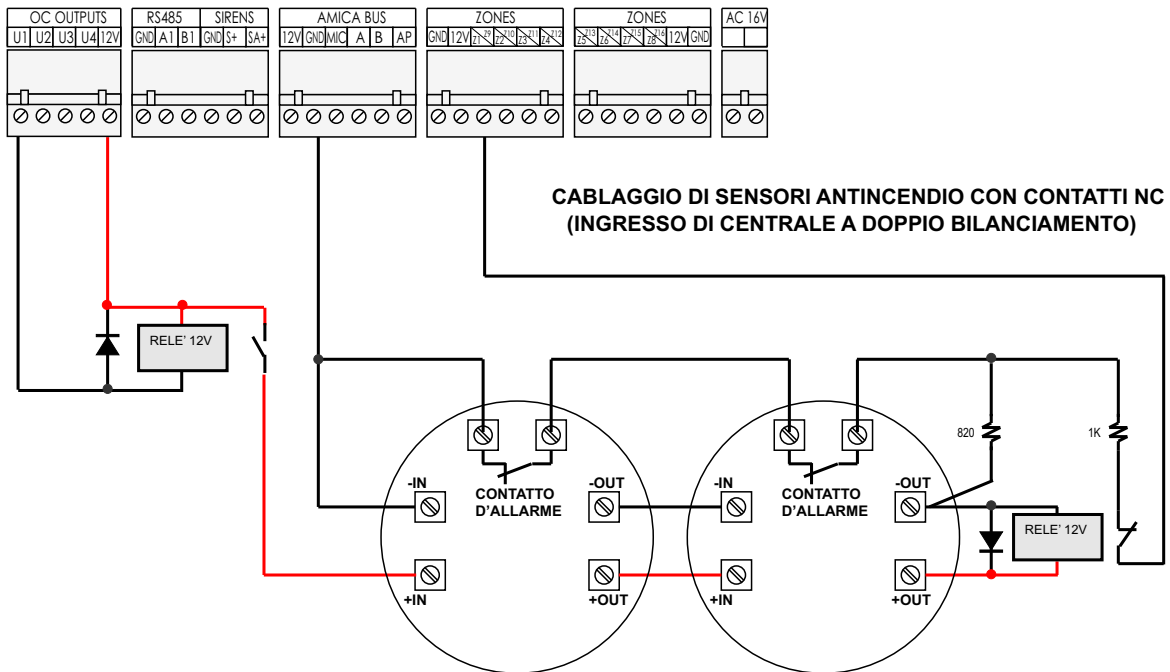 OC OUTPUTS RS485 SIRENS AMICA BUS ZONES ZONES AC 16V
U1 U2 U3 U4 12V GND A1 B1 GND S+ SA+ 12V GND MIC A B AP GND 12V Z1 Z9 Z2 Z10 Z3 Z11 Z4 Z12 Z5 Z13 Z6 Z14 Z7 Z15 Z8 Z16 12V GND
CABLAGGIO DI SENSORI ANTINCENDIO CON CONTATTI NC
(INGRESSO DI CENTRALE A DOPPIO BILANCIAMENTO)
RELE' 12V
820 1K
-IN CONTATTO -OUT -IN CONTATTO -OUT
D'ALLARME D'ALLARME
RELE' 12V
+IN +OUT +IN +OUT